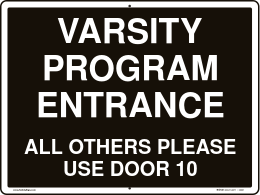 VARSITY
PROGRAM
ENTRANCE
ALL OTHERS PLEASE
USE DOOR 10